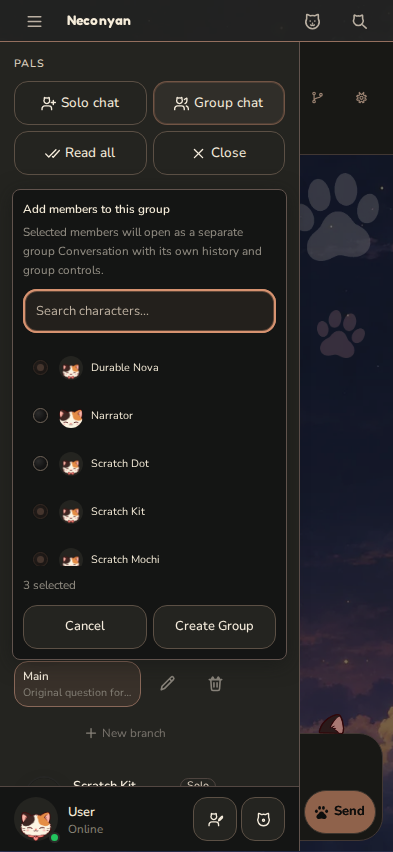 Neconyan
PALS
Solo chat
Group chat
Read all
Close
Add members to this group
Selected members will open as a separate
group Conversation with its own history and
group controls.
Search characters...
Durable Nova
Narrator
Scratch Dot
Scratch Kit
Scratch Mochi
3 selected
Cancel
Create Group
Main
Original question for...
New branch
Scratch Kit
Solo
User
Online
Send